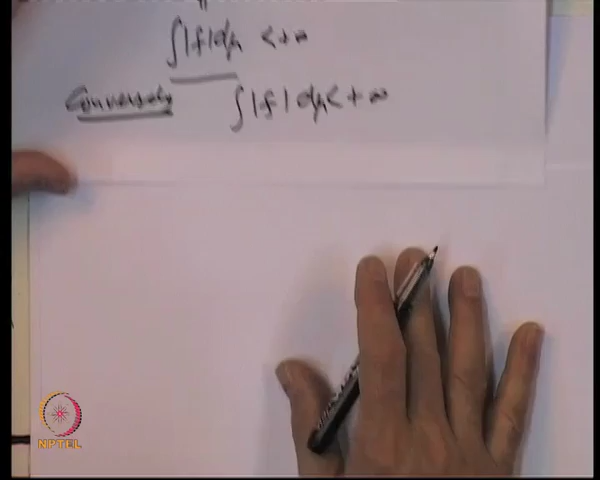 ∫|f|dμ < +∞
Conversely ∫|f|dμ < +∞
NPTEL